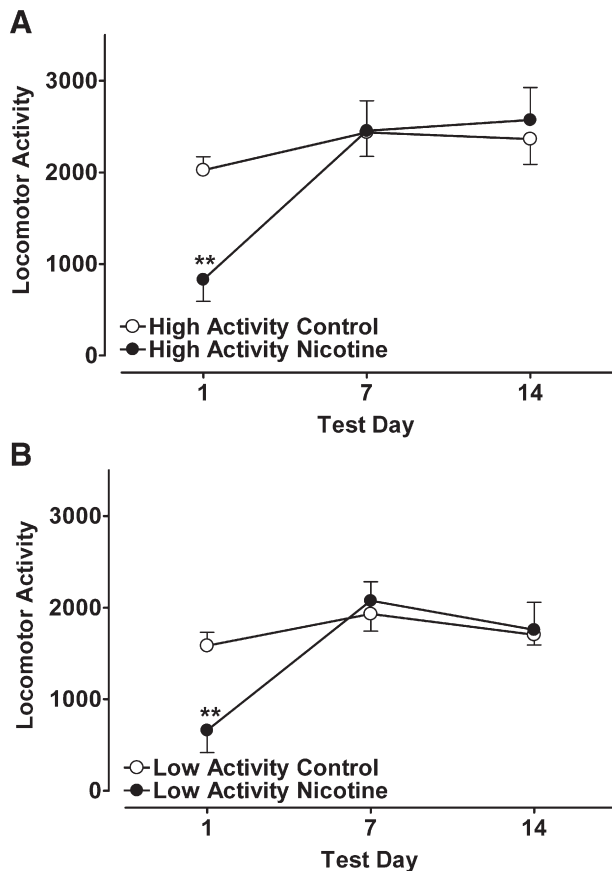 A
Locomotor Activity
3000
2000
1000
0
**
High Activity Control
High Activity Nicotine
1 7 14
Test Day
B
Locomotor Activity
3000
2000
1000
0
**
Low Activity Control
Low Activity Nicotine
1 7 14
Test Day